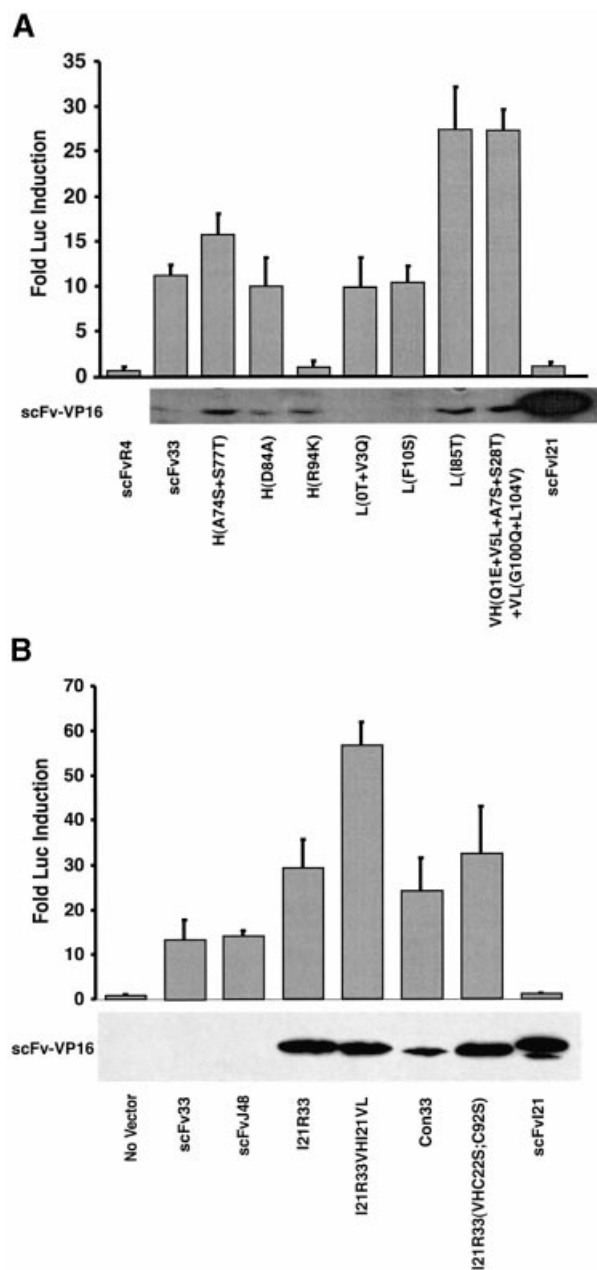 A
Fold Luc Induction
35
30
25
20
15
10
5
0
scFv-VP16
scFvR4
scFv33
H(A74S+S77T)
H(D84A)
H(R94K)
L(0T+V3Q)
L(F10S)
L(I85T)
VH(Q1E+V5L+A7S+S28T)
+VL(G100Q+L104V)
scFvI21
B
Fold Luc Induction
70
60
50
40
30
20
10
0
scFv-VP16
No Vector
scFv33
scFvJ48
I21R33
I21R33VHI21VL
Con33
I21R33(VHC22S;C92S)
scFvI21